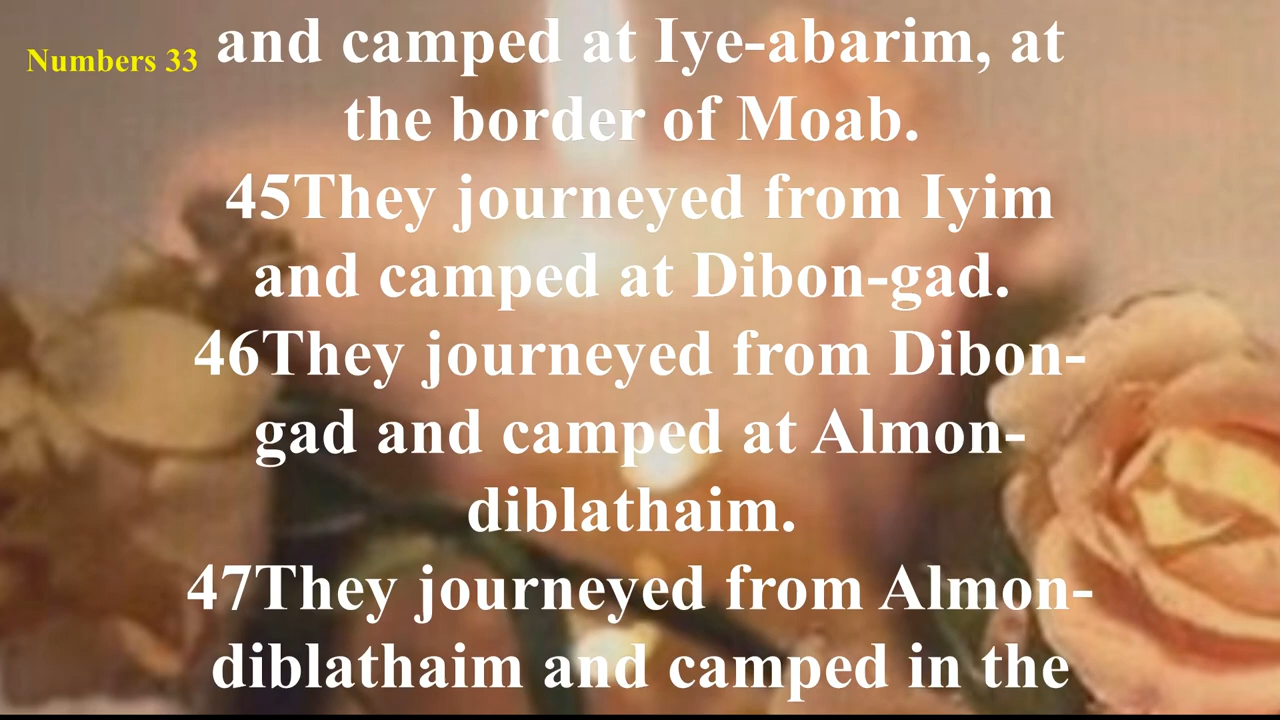 Numbers 33
and camped at Iye-abarim, at
the border of Moab.
45They journeyed from Iyim
and camped at Dibon-gad.
46They journeyed from Dibon-
gad and camped at Almon-
diblathaim.
47They journeyed from Almon-
diblathaim and camped in the